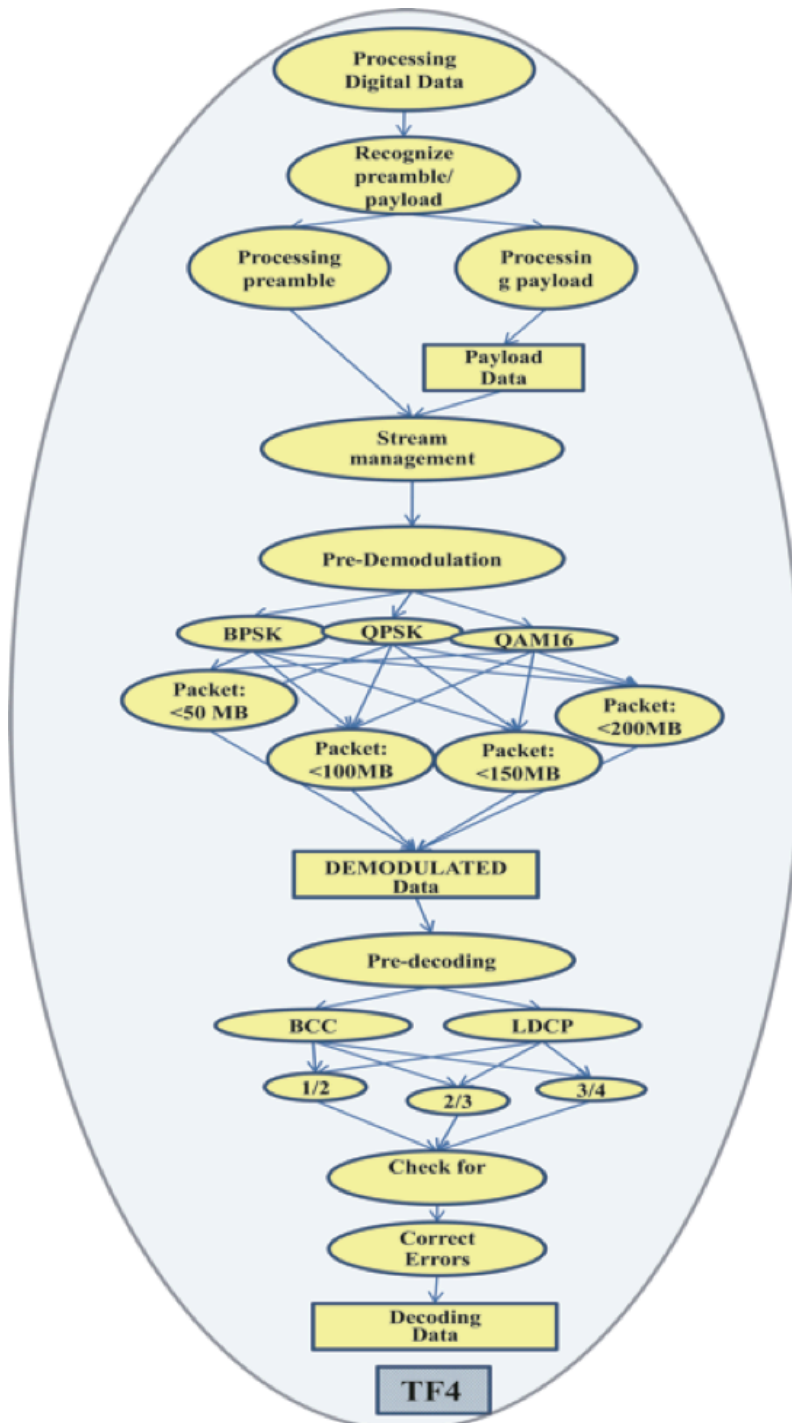 Processing
Digital Data
Recognize
preamble/
payload
Processing
preamble
Processin
g payload
Payload
Data
Stream
management
Pre-Demodulation
BPSK
QPSK
QAM16
Packet:
<50 MB
Packet:
<100MB
Packet:
<150MB
Packet:
<200MB
DEMODULATED
Data
Pre-decoding
BCC
LDCP
1/2
2/3
3/4
Check for
Correct
Errors
Decoding
Data
TF4